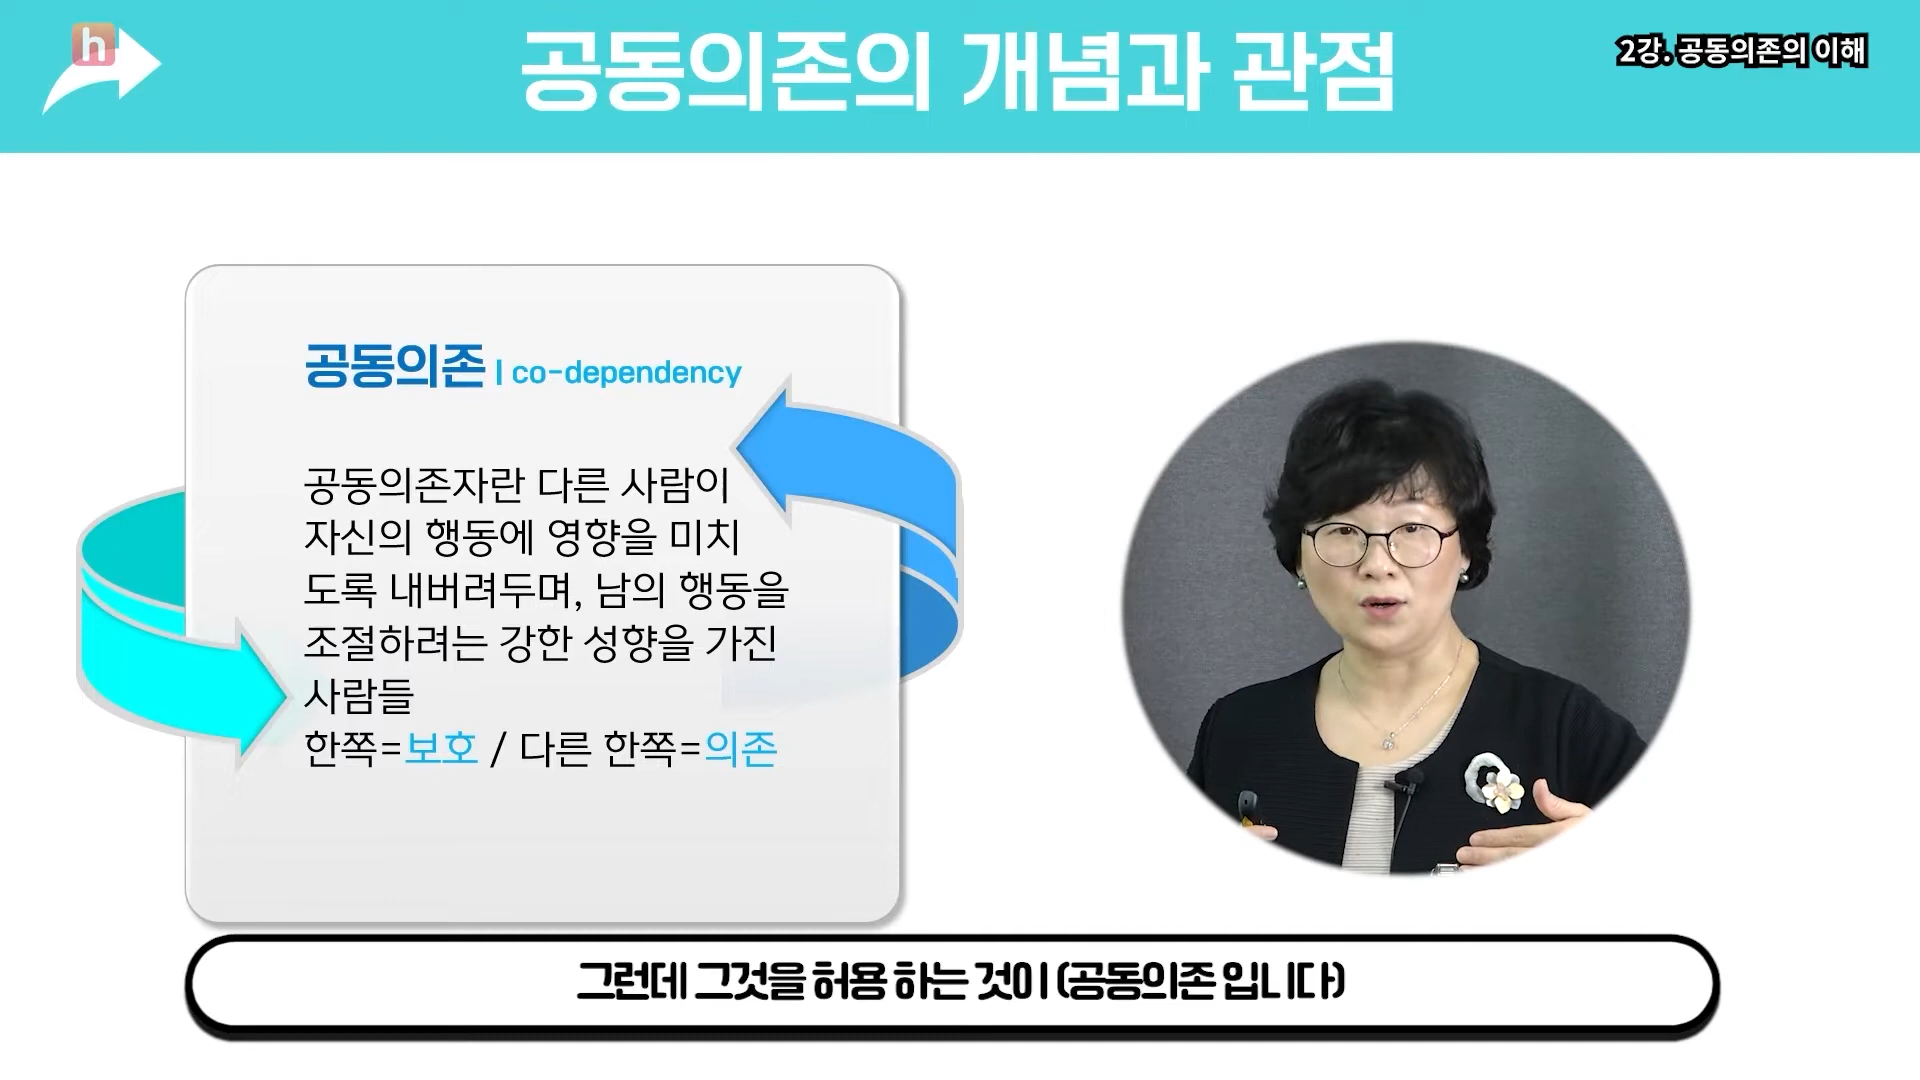 h
공동의존의 개념과 관점
2강. 공동의존의 이해
공동의존 | co-dependency
공동의존자란 다른 사람이
자신의 행동에 영향을 미치
도록 내버려두며, 남의 행동을
조절하려는 강한 성향을 가진
사람들
한쪽=보호 / 다른 한쪽=의존
그런데 그것을 허용 하는 것이 (공동의존 입니다)